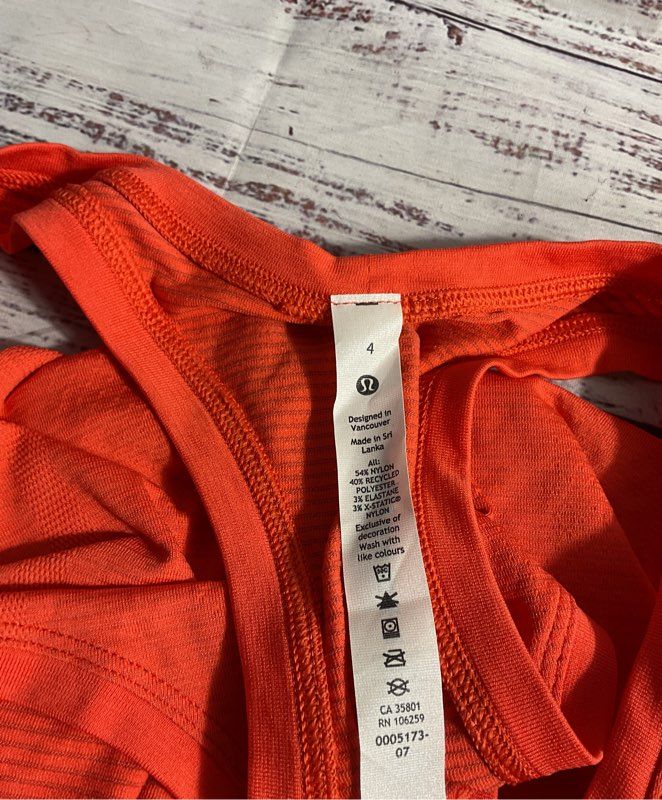 4
Designed in
Vancouver
Made in Sri
Lanka
All:
54% NYLON
40% RECYCLED
POLYESTER
3% ELASTANE
3% X-STATIC®
NYLON
Exclusive of
decoration
Wash with
like colours
CA 35801
RN 106259
0005173-
07